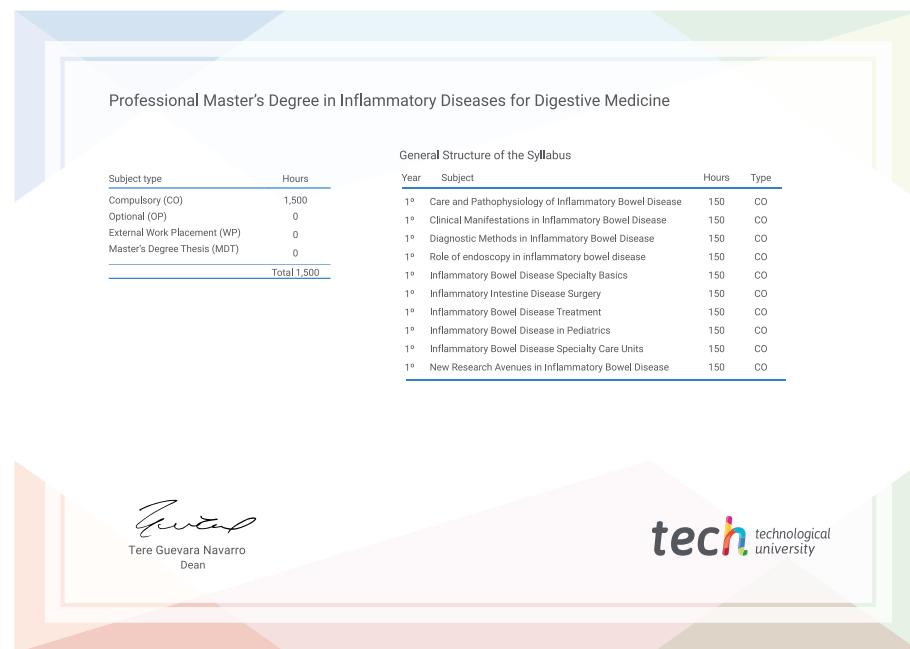 Professional Master's Degree in Inflammatory Diseases for Digestive Medicine
Subject type Hours
Compulsory (CO) 1,500
Optional (OP) 0
External Work Placement (WP) 0
Master's Degree Thesis (MDT) 0
Total 1,500
General Structure of the Syllabus
Year Subject Hours Type
1º Care and Pathophysiology of Inflammatory Bowel Disease 150 CO
1º Clinical Manifestations in Inflammatory Bowel Disease 150 CO
1º Diagnostic Methods in Inflammatory Bowel Disease 150 CO
1º Role of endoscopy in inflammatory bowel disease 150 CO
1º Inflammatory Bowel Disease Specialty Basics 150 CO
1º Inflammatory Intestine Disease Surgery 150 CO
1º Inflammatory Bowel Disease Treatment 150 CO
1º Inflammatory Bowel Disease in Pediatrics 150 CO
1º Inflammatory Bowel Disease Specialty Care Units 150 CO
1º New Research Avenues in Inflammatory Bowel Disease 150 CO
Tere Guevara Navarro
Dean
tech technological
university